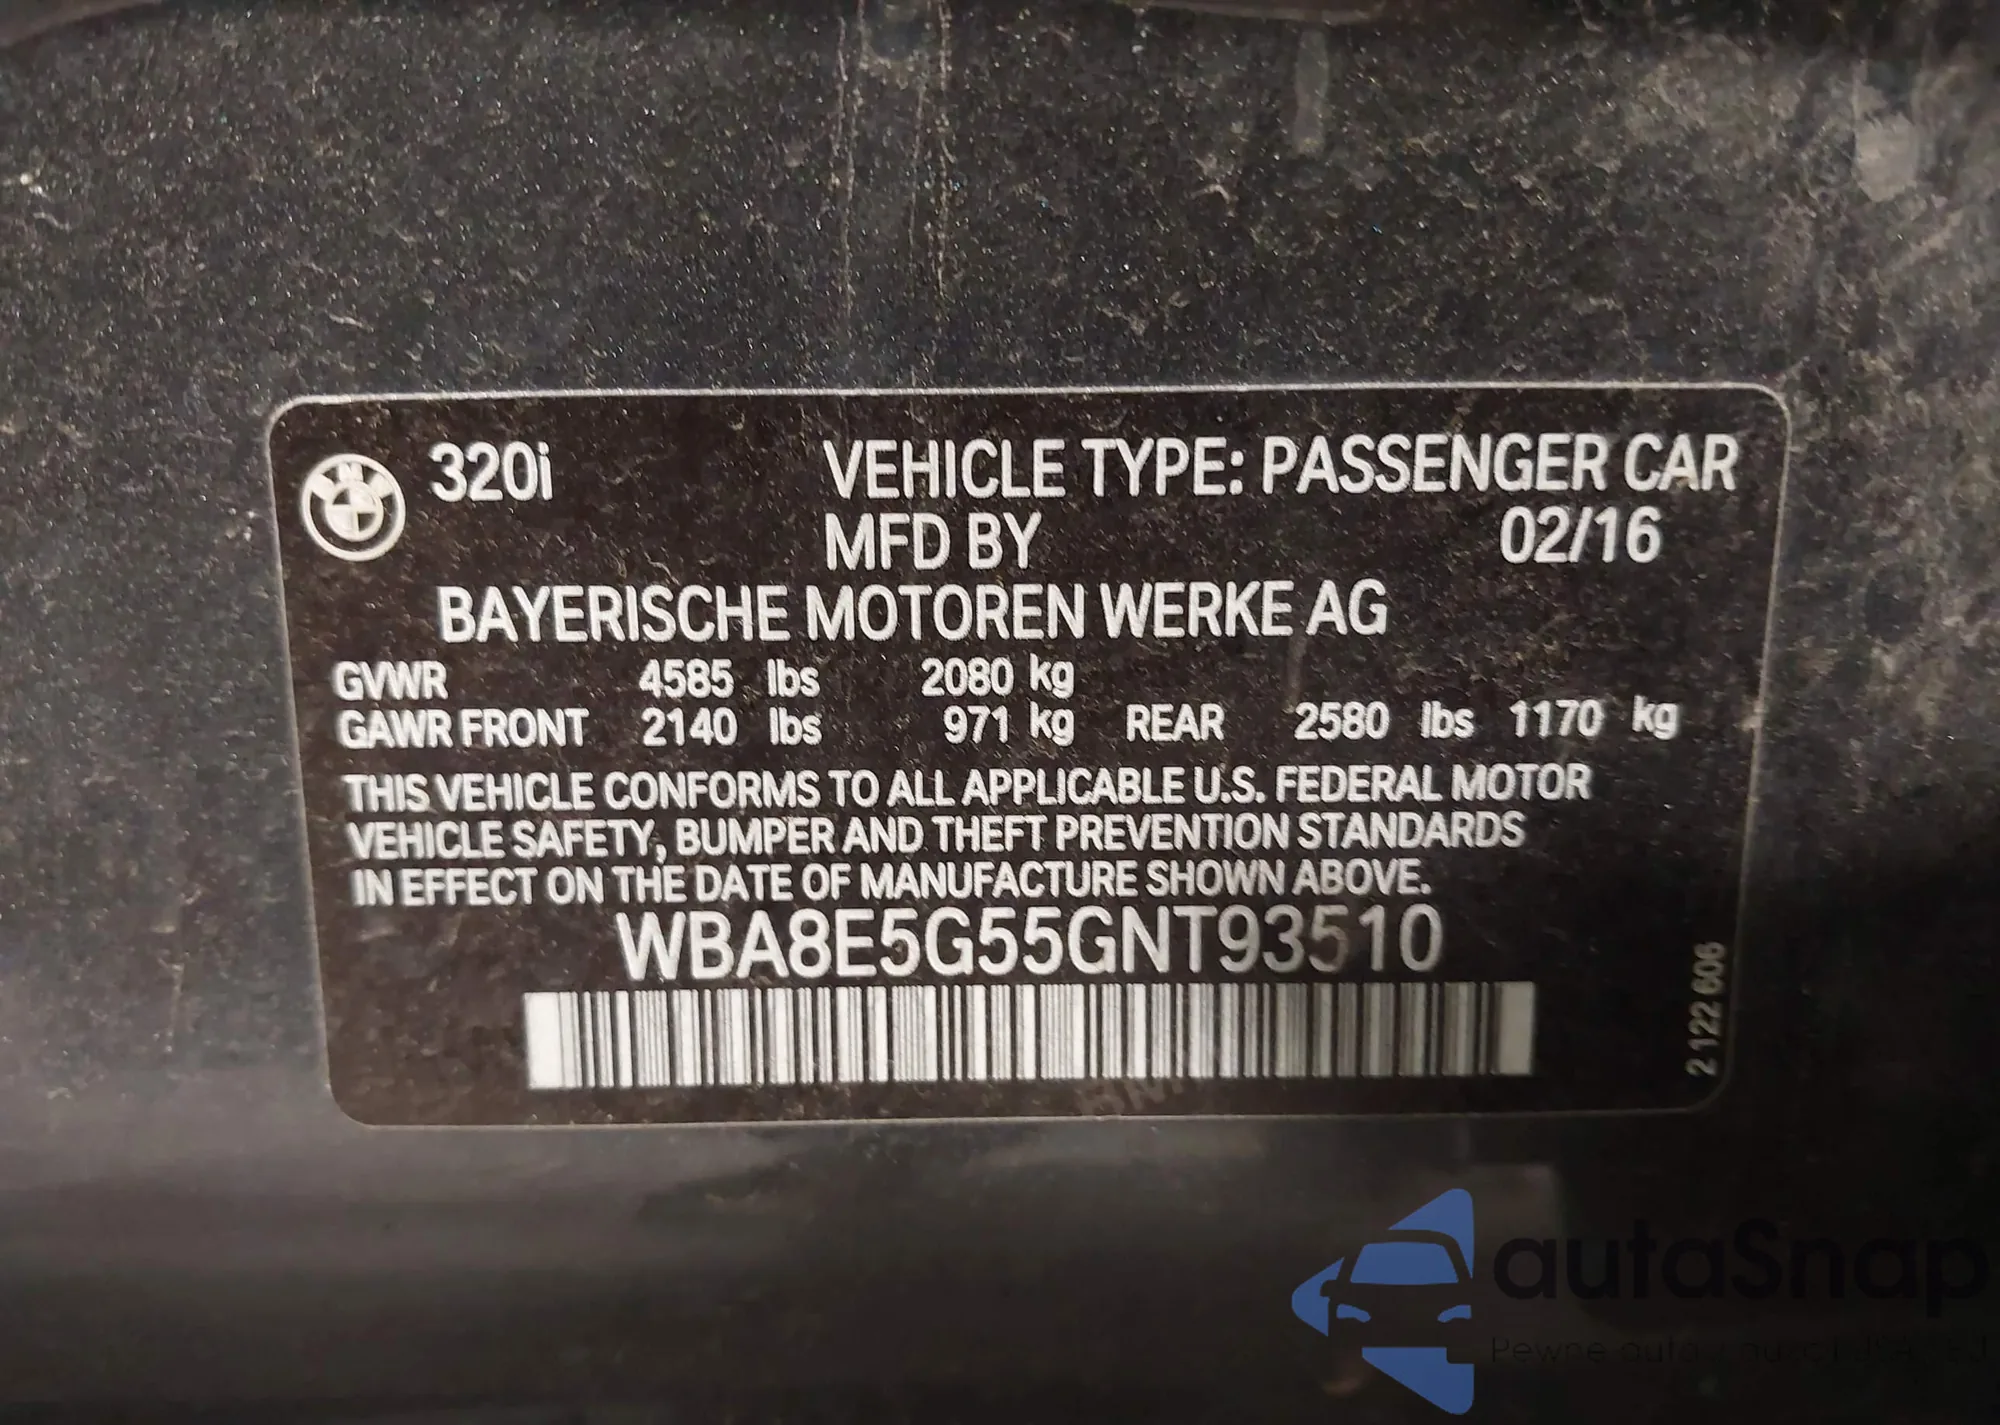 320i VEHICLE TYPE: PASSENGER CAR
MFD BY 02/16
BAYERISCHE MOTOREN WERKE AG
GVWR 4585 lbs 2080 kg
GAWR FRONT 2140 lbs 971 kg REAR 2580 lbs 1170 kg
THIS VEHICLE CONFORMS TO ALL APPLICABLE U.S. FEDERAL MOTOR
VEHICLE SAFETY, BUMPER AND THEFT PREVENTION STANDARDS
IN EFFECT ON THE DATE OF MANUFACTURE SHOWN ABOVE.
WBA8E5G55GNT93510
2 122 606
autaSnap
Pewne auta